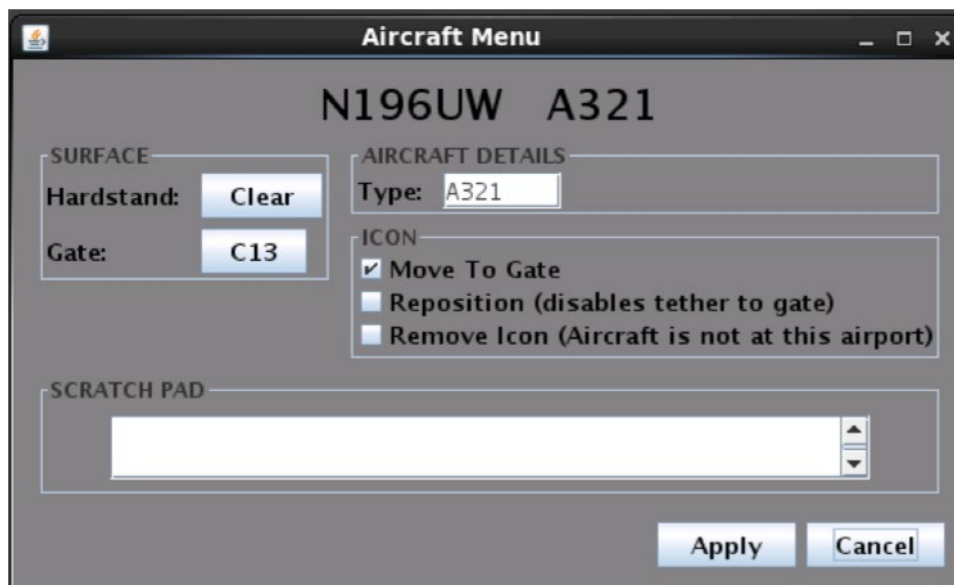 Aircraft Menu
N196UW A321
SURFACE
Hardstand: Clear
Gate: C13
AIRCRAFT DETAILS
Type: A321
ICON
Move To Gate
Reposition (disables tether to gate)
Remove Icon (Aircraft is not at this airport)
SCRATCH PAD
Apply Cancel